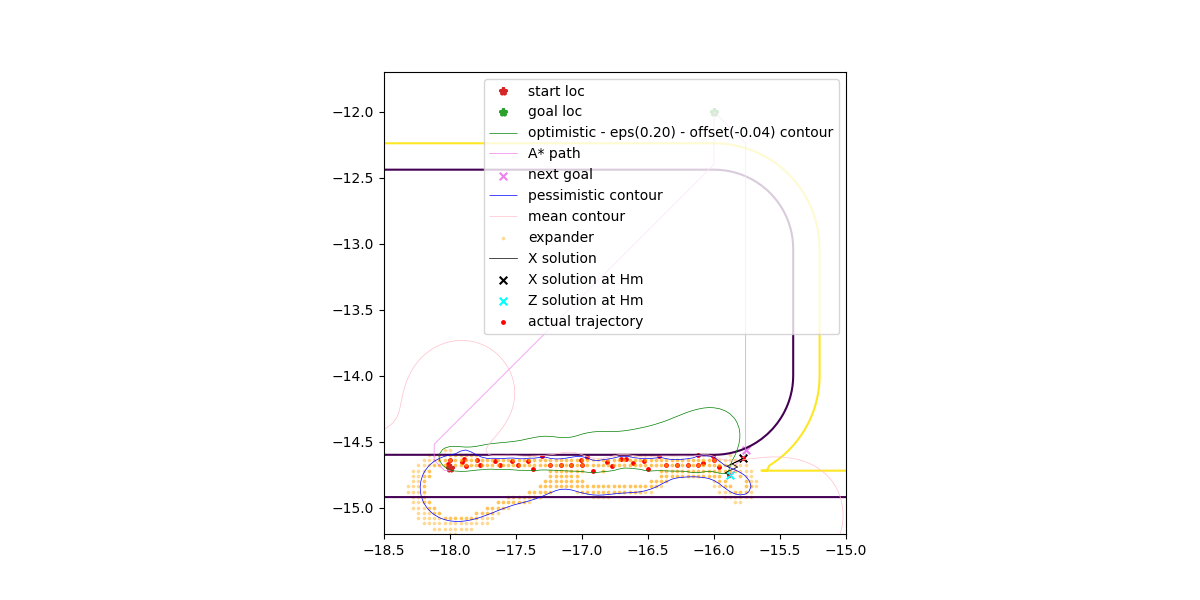 start loc
goal loc
optimistic - eps(0.20) - offset(-0.04) contour
A* path
next goal
pessimistic contour
mean contour
expander
X solution
X solution at Hm
Z solution at Hm
actual trajectory
−12.0
−12.5
−13.0
−13.5
−14.0
−14.5
−15.0
−18.5 −18.0 −17.5 −17.0 −16.5 −16.0 −15.5 −15.0